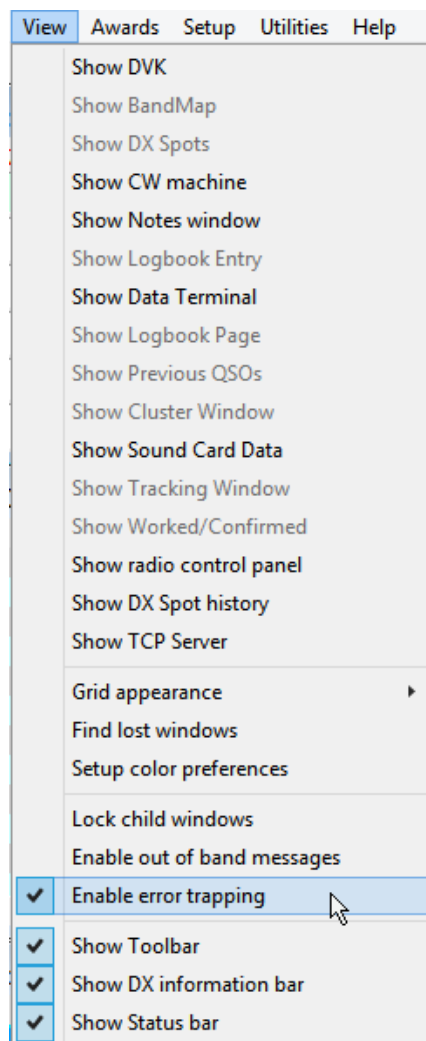 View Awards Setup Utilities Help
Show DVK
Show BandMap
Show DX Spots
Show CW machine
Show Notes window
Show Logbook Entry
Show Data Terminal
Show Logbook Page
Show Previous QSOs
Show Cluster Window
Show Sound Card Data
Show Tracking Window
Show Worked/Confirmed
Show radio control panel
Show DX Spot history
Show TCP Server
Grid appearance
Find lost windows
Setup color preferences
Lock child windows
Enable out of band messages
Enable error trapping
Show Toolbar
Show DX information bar
Show Status bar